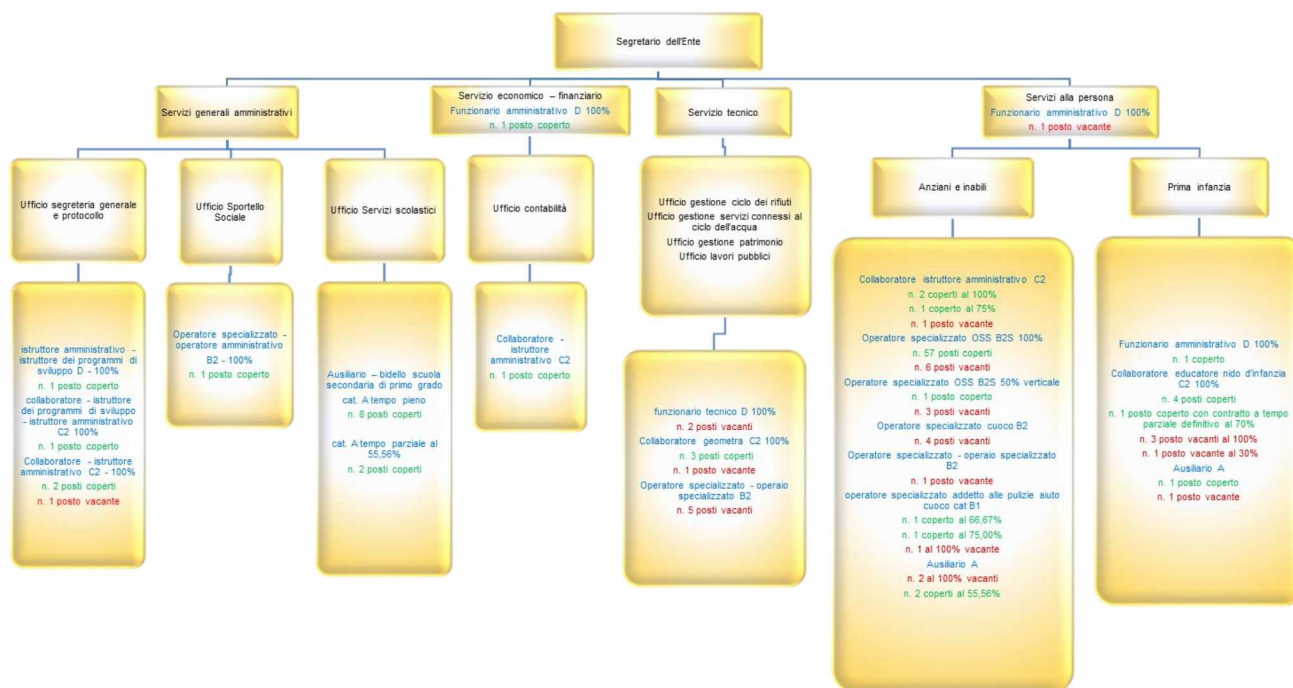 Segretario dell'Ente
Servizi generali amministrativi
Servizio economico – finanziario
Funzionario amministrativo D 100%
n. 1 posto coperto
Servizio tecnico
Servizi alla persona
Funzionario amministrativo D 100%
n. 1 posto vacante
Ufficio segreteria generale
e protocollo
Ufficio Sportello
Sociale
Ufficio Servizi scolastici
Ufficio contabilità
Ufficio gestione ciclo dei rifiuti
Ufficio gestione servizi connessi al
ciclo dell'acqua
Ufficio gestione patrimonio
Ufficio lavori pubblici
Anziani e inabili
Prima infanzia
istruttore amministrativo -
istruttore dei programmi di
sviluppo D - 100%
n. 1 posto coperto
collaboratore - istruttore
dei programmi di sviluppo
- istruttore amministrativo
C2 100%
n. 1 posto coperto
Collaboratore - istruttore
amministrativo C2 - 100%
n. 2 posti coperti
n. 1 posto vacante
Operatore specializzato -
operatore amministrativo
B2 - 100%
n. 1 posto coperto
Ausiliario – bidello scuola
secondaria di primo grado
cat. A tempo pieno
n. 8 posti coperti
cat. A tempo parziale al
55,56%
n. 2 posti coperti
Collaboratore -
istruttore
amministrativo C2
n. 1 posto coperto
funzionario tecnico D 100%
n. 2 posti vacanti
Collaboratore geometra C2 100%
n. 3 posti coperti
n. 1 posto vacante
Operatore specializzato - operaio
specializzato B2
n. 5 posti vacanti
Collaboratore istruttore amministrativo C2
n. 2 coperti al 100%
n. 1 coperto al 75%
n. 1 posto vacante
Operatore specializzato OSS B2S 100%
n. 57 posti coperti
n. 6 posti vacanti
Operatore specializzato OSS B2S 50% verticale
n. 1 posto coperto
n. 3 posti vacanti
Operatore specializzato cuoco B2
n. 4 posti vacanti
Operatore specializzato - operaio specializzato
B2
n. 1 posto vacante
operatore specializzato addetto alle pulizie aiuto
cuoco cat B1
n. 1 coperto al 66,67%
n. 1 coperto al 75,00%
n. 1 al 100% vacante
Ausiliario A
n. 2 al 100% vacanti
n. 2 coperti al 55,56%
Funzionario amministrativo D 100%
n. 1 coperto
Collaboratore educatore nido d'infanzia
C2 100%
n. 4 posti coperti
n. 1 posto coperto con contratto a tempo
parziale definitivo al 70%
n. 3 posti vacanti al 100%
n. 1 posto vacante al 30%
Ausiliario A
n. 1 posto coperto
n. 1 posto vacante